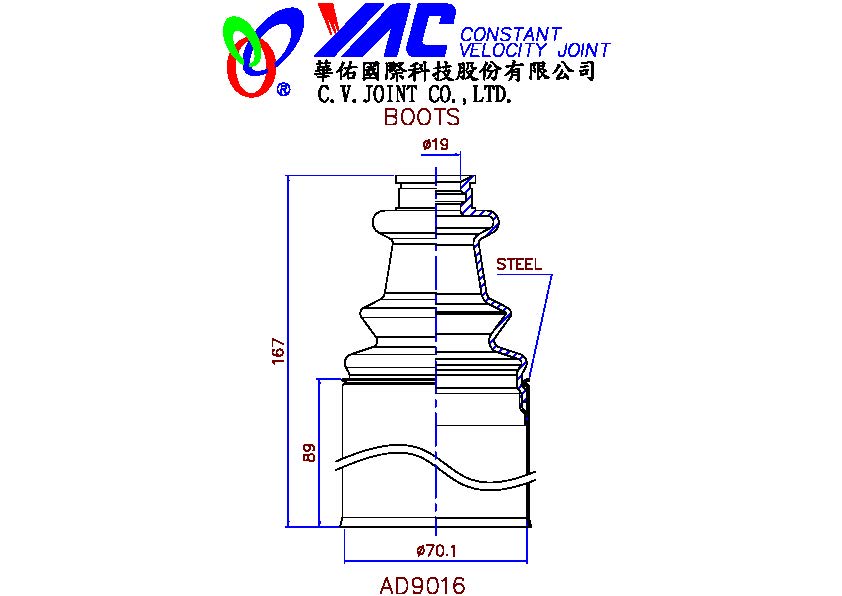 YAC CONSTANT
VELOCITY JOINT
華佑國際科技股份有限公司
®
C.V.JOINT CO.,LTD.
BOOTS
ø19
STEEL
167
89
ø70.1
AD9016